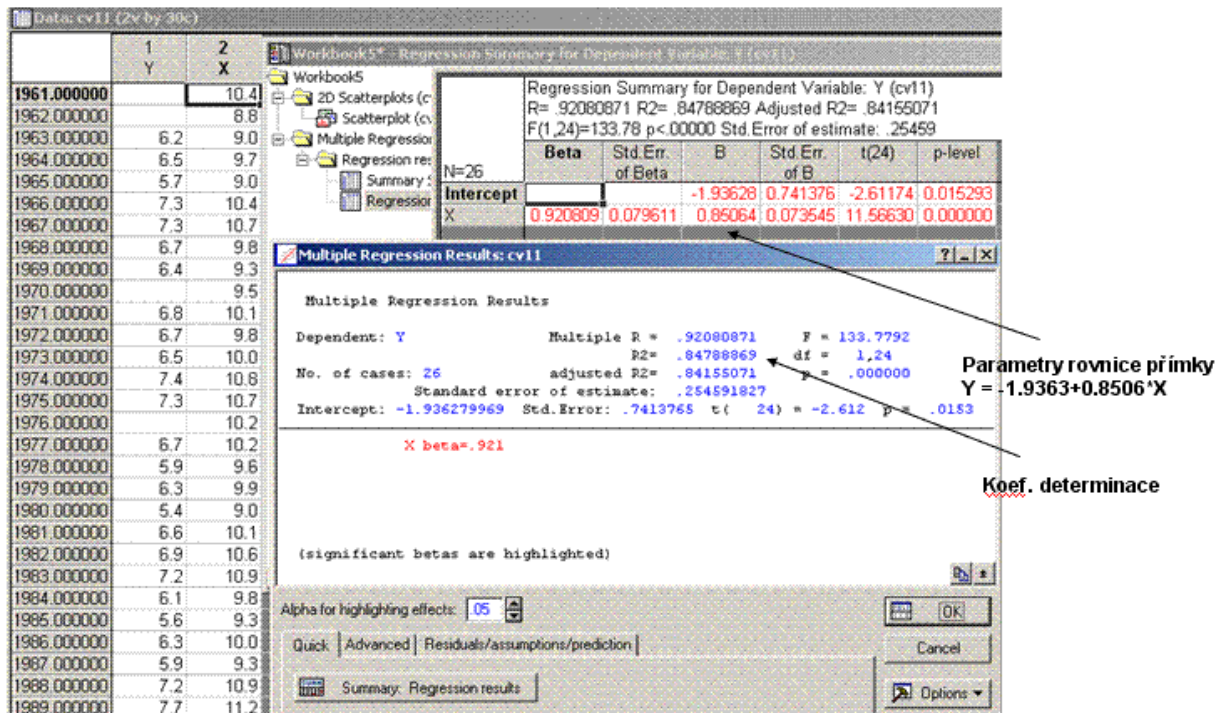 Data: cv11 (2v by 30c)
1 2
Y X
1961.000000 10.4
1962.000000 8.8
1963.000000 6.2 9.0
1964.000000 6.5 9.7
1965.000000 5.7 9.0
1966.000000 7.3 10.4
1967.000000 7.3 10.7
1968.000000 6.7 9.8
1969.000000 6.4 9.3
1970.000000 9.5
1971.000000 6.8 10.1
1972.000000 6.7 9.8
1973.000000 6.5 10.0
1974.000000 7.4 10.8
1975.000000 7.3 10.7
1976.000000 10.2
1977.000000 6.7 10.2
1978.000000 5.9 9.6
1979.000000 6.3 9.9
1980.000000 5.4 9.0
1981.000000 6.6 10.1
1982.000000 6.9 10.6
1983.000000 7.2 10.9
1984.000000 6.1 9.8
1985.000000 5.6 9.3
1986.000000 6.3 10.0
1987.000000 5.9 9.3
1988.000000 7.2 10.9
1989.000000 7.7 11.2
Workbook5* - Regression Summary for Dependent Variable: Y (cv11)
Workbook5
2D Scatterplots (c
Scatterplot (cv
Multiple Regression
Regression res
Summary S
Regression
Regression Summary for Dependent Variable: Y (cv11)
R= .92080871 R2= .84788869 Adjusted R2= .84155071
F(1,24)=133.78 p<.00000 Std.Error of estimate: .25459
N=26 Beta Std.Err. of Beta B Std.Err. of B t(24) p-level
Intercept -1.93628 0.741376 -2.61174 0.015293
X 0.920809 0.079611 0.85064 0.073545 11.56630 0.000000
Multiple Regression Results: cv11
Multiple Regression Results
Dependent: Y Multiple R = .92080871 F = 133.7792
R2= .84788869 df = 1,24
No. of cases: 26 adjusted R2= .84155071 p = .000000
Standard error of estimate: .254591827
Intercept: -1.936279969 Std.Error: .7413765 t( 24) = -2.612 p = .0153
X beta=.921
(significant betas are highlighted)
Alpha for highlighting effects: .05
OK
Quick Advanced Residuals/assumptions/prediction
Cancel
Summary: Regression results
Options
Parametry rovnice přímky
Y = -1.9363+0.8506*X
Koef. determinace